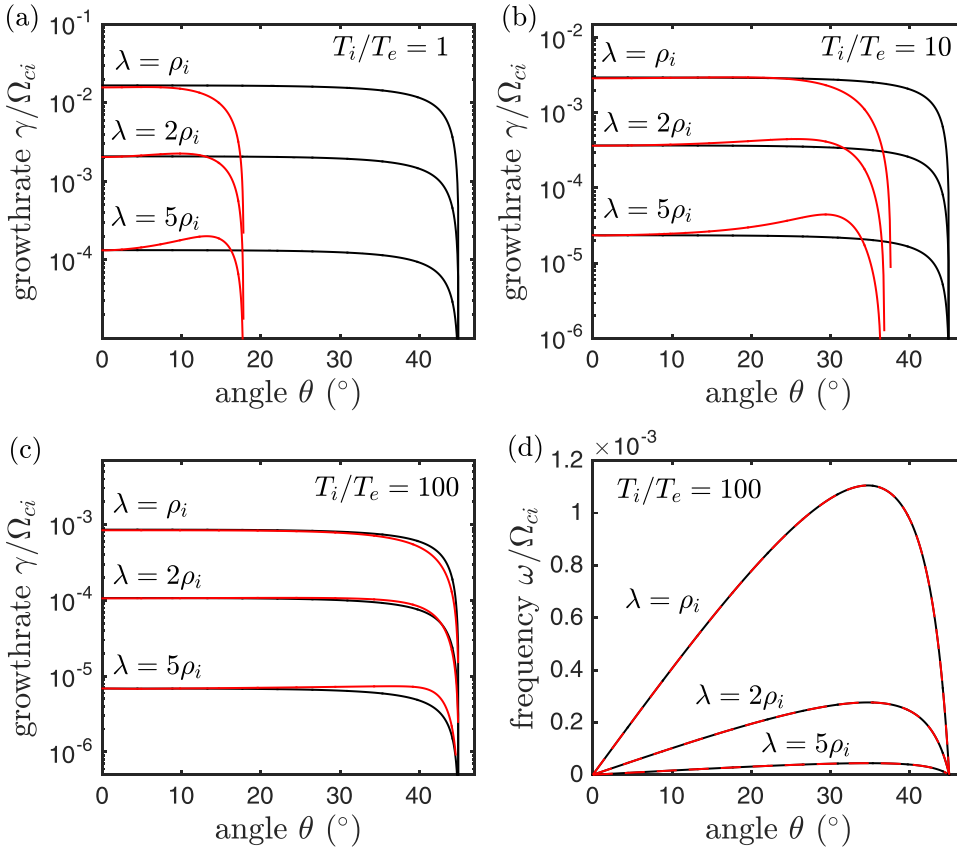 (a)
T_i/T_e = 1
λ = ρ_i
λ = 2ρ_i
λ = 5ρ_i
10^-1
10^-2
10^-3
10^-4
growthrate γ/Ω_ci
0 10 20 30 40
angle θ (°)
(b)
T_i/T_e = 10
λ = ρ_i
λ = 2ρ_i
λ = 5ρ_i
10^-2
10^-3
10^-4
10^-5
10^-6
growthrate γ/Ω_ci
0 10 20 30 40
angle θ (°)
(c)
T_i/T_e = 100
λ = ρ_i
λ = 2ρ_i
λ = 5ρ_i
10^-3
10^-4
10^-5
10^-6
growthrate γ/Ω_ci
0 10 20 30 40
angle θ (°)
(d)
×10^-3
T_i/T_e = 100
λ = ρ_i
λ = 2ρ_i
λ = 5ρ_i
1.2
1
0.8
0.6
0.4
0.2
0
frequency ω/Ω_ci
0 10 20 30 40
angle θ (°)